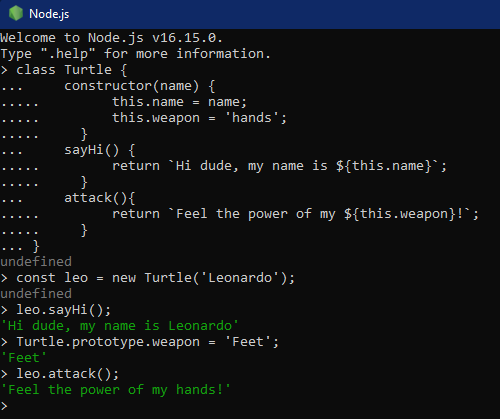 Node.js
Welcome to Node.js v16.15.0.
Type ".help" for more information.
> class Turtle {
...     constructor(name) {
.....         this.name = name;
.....         this.weapon = 'hands';
.....     }
...     sayHi() {
.....         return `Hi dude, my name is ${this.name}`;
.....     }
...     attack(){
.....         return `Feel the power of my ${this.weapon}!`;
.....     }
... }
undefined
> const leo = new Turtle('Leonardo');
undefined
> leo.sayHi();
'Hi dude, my name is Leonardo'
> Turtle.prototype.weapon = 'Feet';
'Feet'
> leo.attack();
'Feel the power of my hands!'
>